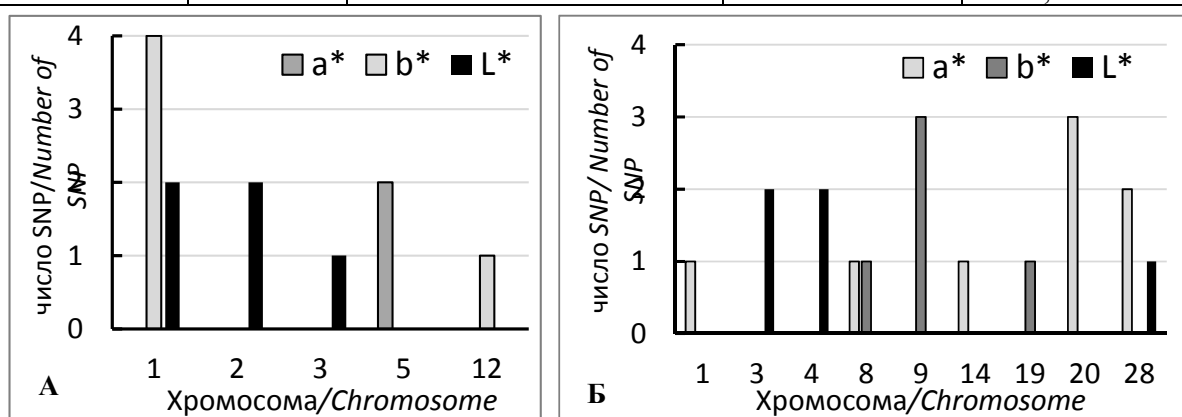 4
3
2
1
0
число SNP/Number of
SNP
a* b* L*
1 2 3 5 12
А
Хромосома/Chromosome
4
3
2
1
0
число SNP/ Number of
SNP
a* b* L*
1 3 4 8 9 14 19 20 28
Б
Хромосома/Chromosome